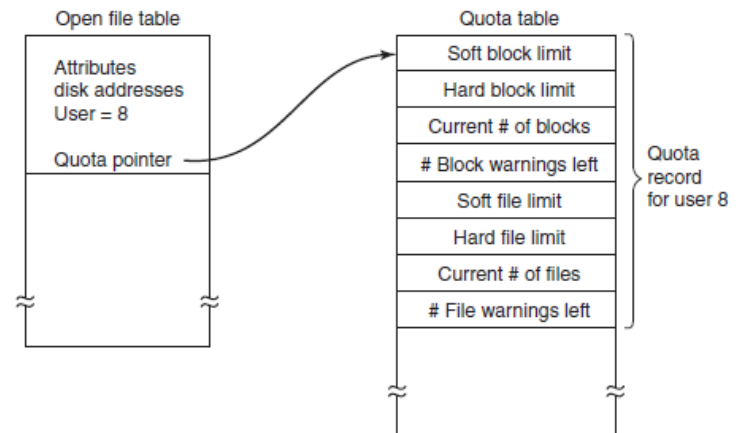 Open file table
Attributes
disk addresses
User = 8
Quota pointer
Quota table
Soft block limit
Hard block limit
Current # of blocks
# Block warnings left
Soft file limit
Hard file limit
Current # of files
# File warnings left
Quota
record
for user 8